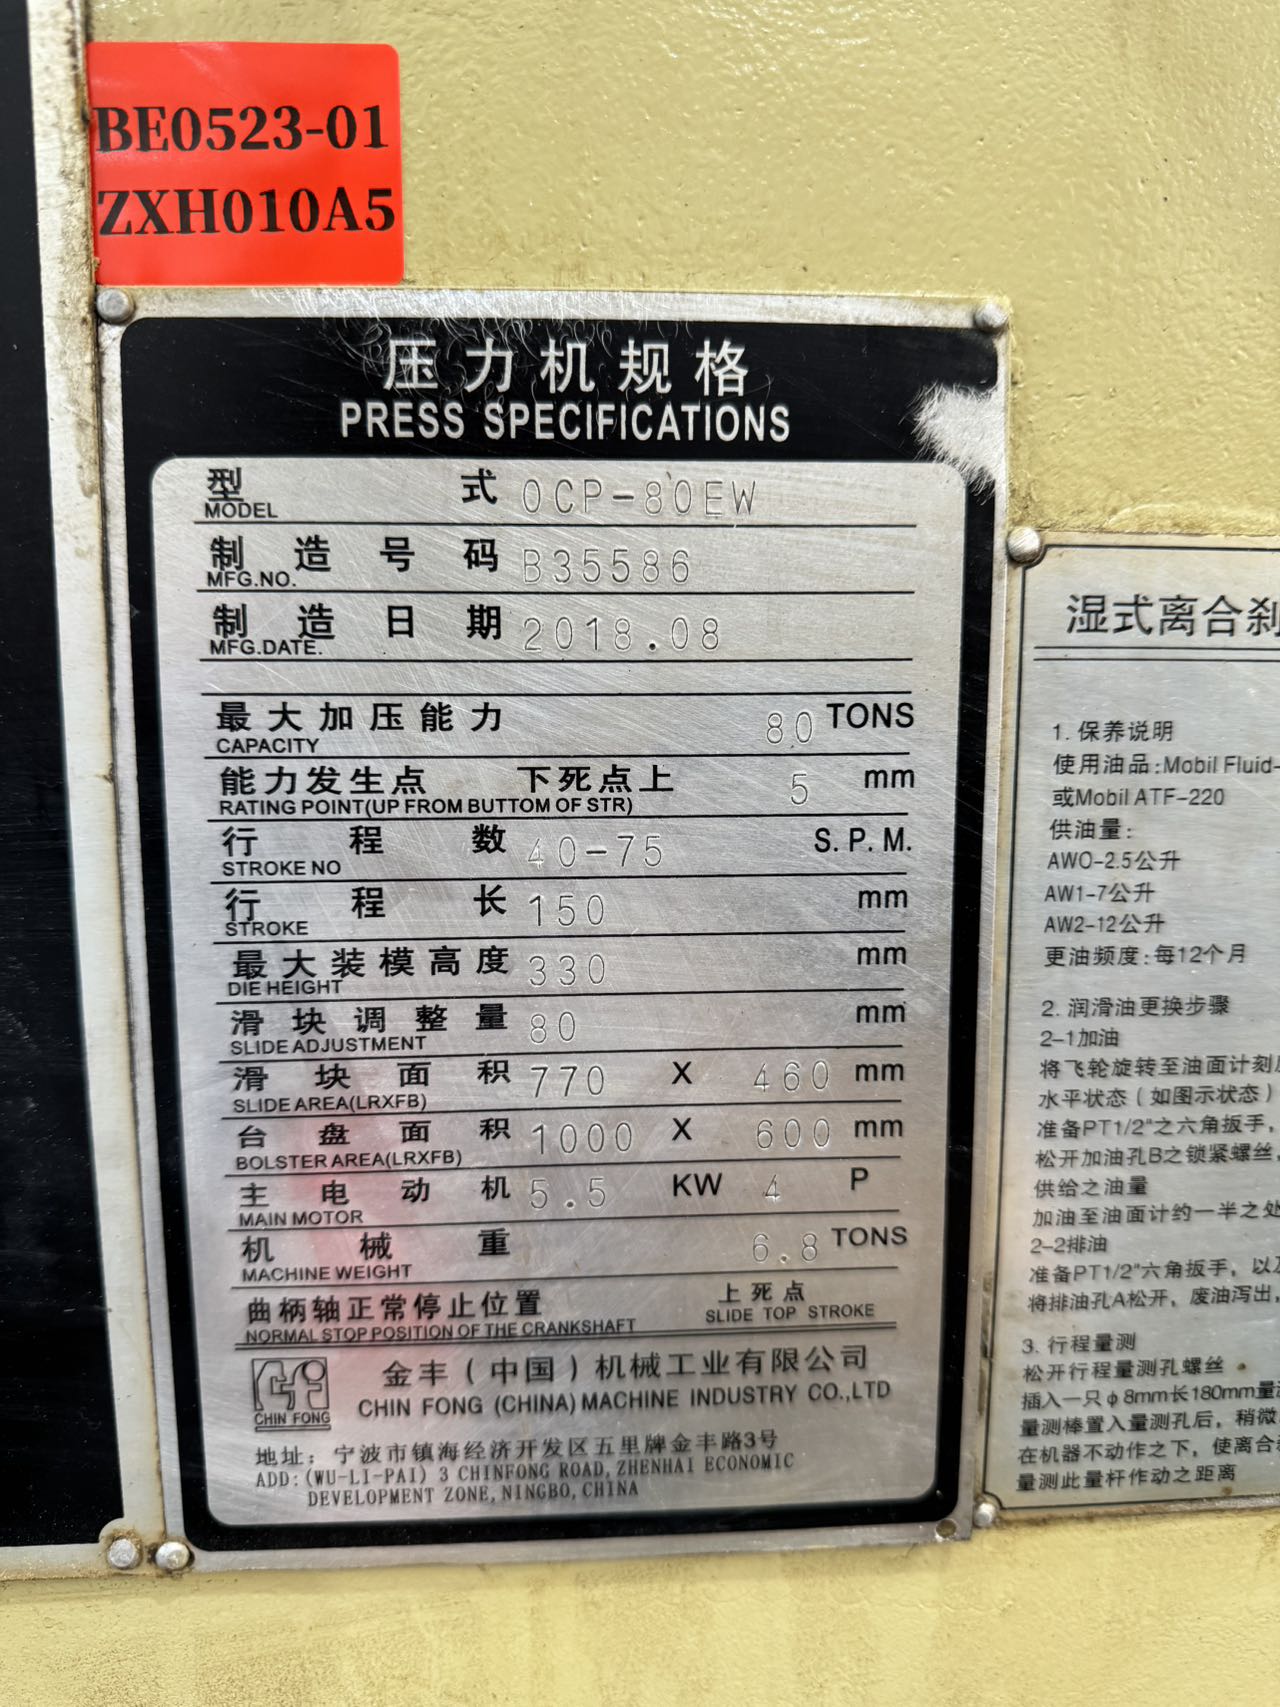 BE0523-01
ZXH010A5
压力机规格
PRESS SPECIFICATIONS
型 式 OCP-80EW
MODEL
制造号码 B35586
MFG.NO.
制造日期 2018.08
MFG.DATE.
最大加压能力 80 TONS
CAPACITY
能力发生点 下死点上 5 mm
RATING POINT(UP FROM BUTTOM OF STR)
行程数 40-75 S.P.M.
STROKE NO
行程长 150 mm
STROKE
最大装模高度 330 mm
DIE HEIGHT
滑块调整量 80 mm
SLIDE ADJUSTMENT
滑块面积 770 X 460 mm
SLIDE AREA(LRXFB)
台盘面积 1000 X 600 mm
BOLSTER AREA(LRXFB)
主电动机 5.5 KW 4 P
MAIN MOTOR
机械重 6.8 TONS
MACHINE WEIGHT
曲柄轴正常停止位置 上死点
NORMAL STOP POSITION OF THE CRANKSHAFT SLIDE TOP STROKE
CHIN FONG
金丰(中国)机械工业有限公司
CHIN FONG (CHINA) MACHINE INDUSTRY CO.,LTD
地址:宁波市镇海经济开发区五里牌金丰路3号
ADD:(WU-LI-PAI) 3 CHINFONG ROAD, ZHENHAI ECONOMIC
DEVELOPMENT ZONE, NINGBO, CHINA
湿式离合刹
1. 保养说明
使用油品:Mobil Fluid-
或Mobil ATF-220
供油量:
AW0-2.5公升
AW1-7公升
AW2-12公升
更油频度:每12个月
2. 润滑油更换步骤
2-1加油
将飞轮旋转至油面计刻
水平状态(如图示状态)
准备PT1/2"之六角扳手,
松开加油孔B之锁紧螺丝,
供给之油量
加油至油面计约一半之处
2-2排油
准备PT1/2"六角扳手,以及
将排油孔A松开,废油泻出,
3. 行程量测
松开行程量测孔螺丝
插入一只φ8mm长180mm量
量测棒置入量测孔后,稍微
在机器不动作之下,使离合
量测此量杆作动之距离